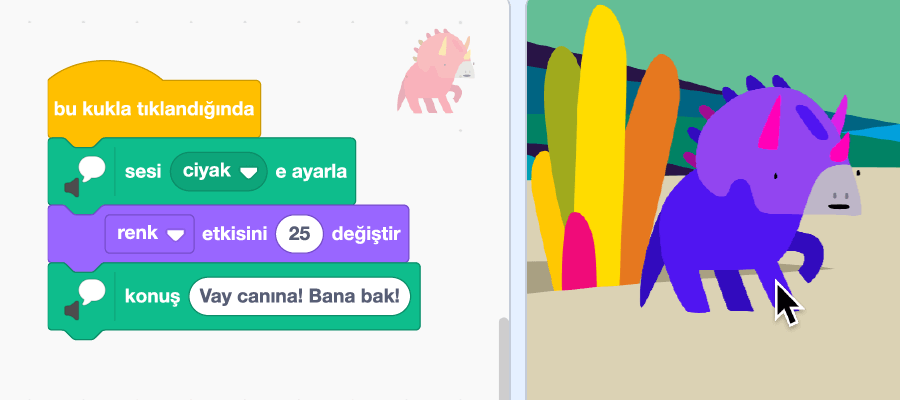 bu kukla tıklandığında
sesi ciyak e ayarla
renk etkisini 25 değiştir
konuş Vay canına! Bana bak!